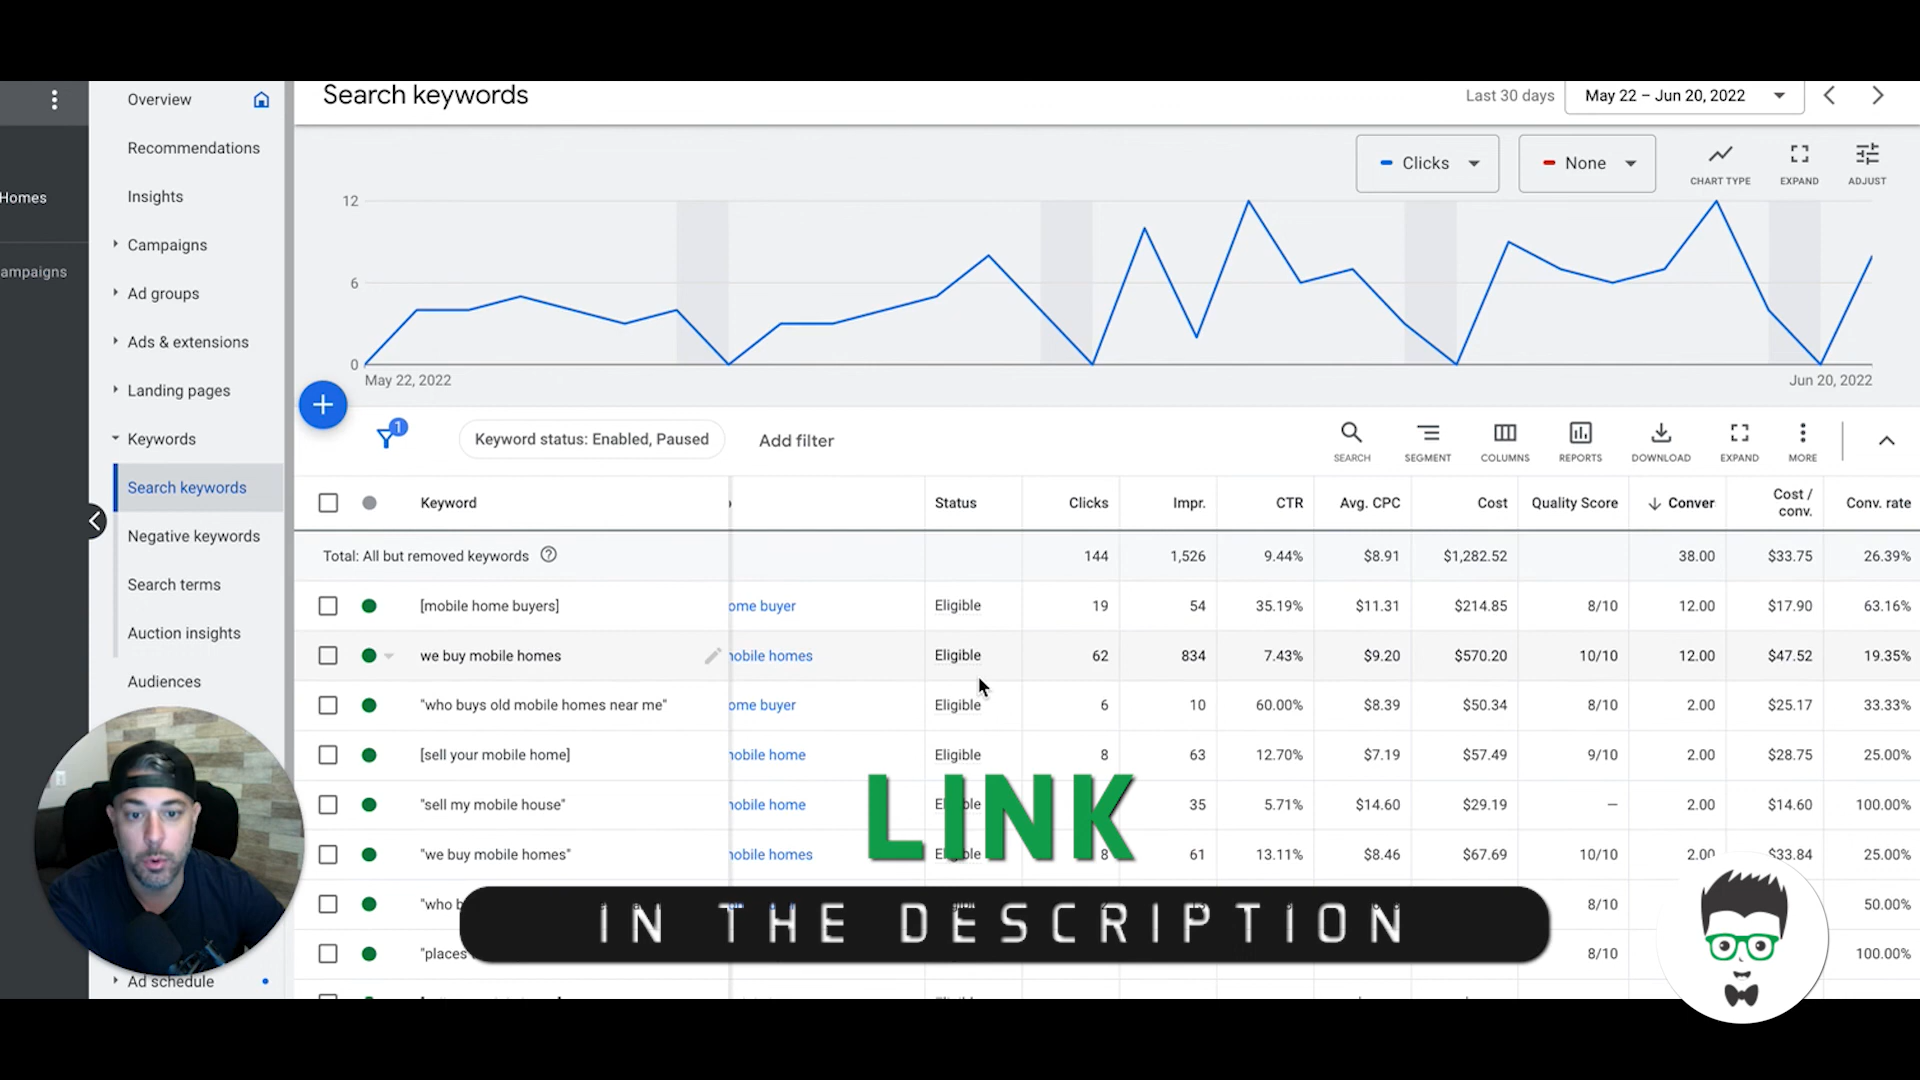 Search keywords
Last 30 days
May 22 – Jun 20, 2022
Overview
Recommendations
Insights
Campaigns
Ad groups
Ads & extensions
Landing pages
Keywords
Search keywords
Negative keywords
Search terms
Auction insights
Audiences
Ad schedule
Homes
ampaigns
Clicks
None
CHART TYPE
EXPAND
ADJUST
12
6
0
May 22, 2022
Jun 20, 2022
1
Keyword status: Enabled, Paused
Add filter
SEARCH
SEGMENT
COLUMNS
REPORTS
DOWNLOAD
EXPAND
MORE
Keyword Status Clicks Impr. CTR Avg. CPC Cost Quality Score Conver Cost / conv. Conv. rate
Total: All but removed keywords 144 1,526 9.44% $8.91 $1,282.52 38.00 $33.75 26.39%
[mobile home buyers] ome buyer Eligible 19 54 35.19% $11.31 $214.85 8/10 12.00 $17.90 63.16%
we buy mobile homes nobile homes Eligible 62 834 7.43% $9.20 $570.20 10/10 12.00 $47.52 19.35%
"who buys old mobile homes near me" ome buyer Eligible 6 10 60.00% $8.39 $50.34 8/10 2.00 $25.17 33.33%
[sell your mobile home] nobile home Eligible 8 63 12.70% $7.19 $57.49 9/10 2.00 $28.75 25.00%
"sell my mobile house" nobile home 35 5.71% $14.60 $29.19 – 2.00 $14.60 100.00%
"we buy mobile homes" nobile homes 8 61 13.11% $8.46 $67.69 10/10 2.00 $33.84 25.00%
"who b 8/10 50.00%
"places 8/10 100.00%
LINK
IN THE DESCRIPTION